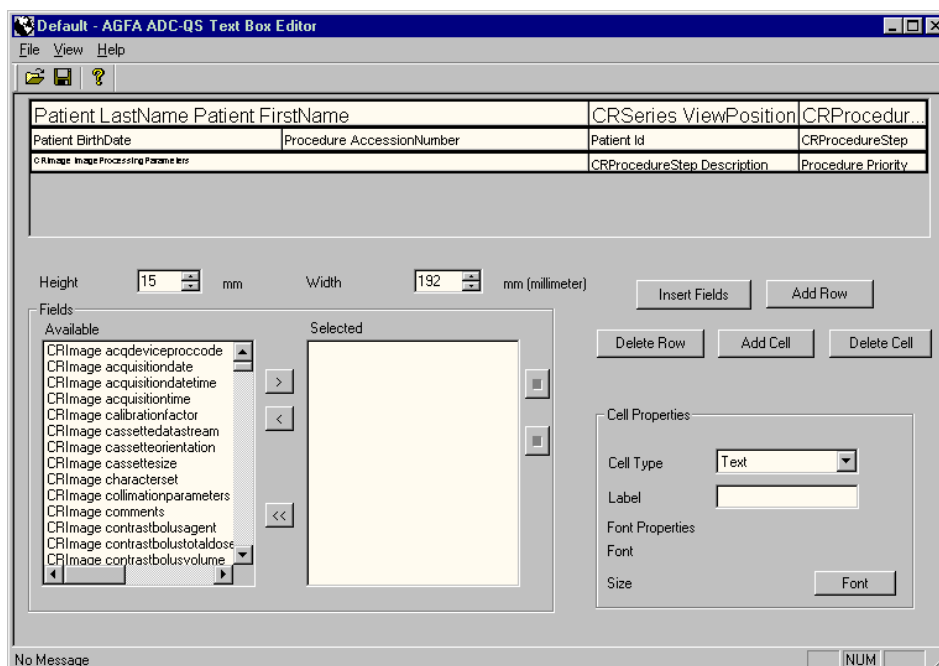 Default - AGFA ADC-QS Text Box Editor
File View Help
Patient LastName Patient FirstName CRSeries ViewPosition CRProcedur...
Patient BirthDate Procedure AccessionNumber Patient Id CRProcedureStep
CRImage ImageProcessingParameters CRProcedureStep Description Procedure Priority
Height 15 mm Width 192 mm (millimeter)
Insert Fields Add Row
Fields
Available Selected
Delete Row Add Cell Delete Cell
CRImage acqdeviceproccode
CRImage acquisitiondate
CRImage acquisitiondatetime
CRImage acquisitiontime
CRImage calibrationfactor
CRImage cassettedatastream
CRImage cassetteorientation
CRImage cassettesize
CRImage characterset
CRImage collimationparameters
CRImage comments
CRImage contrastbolusagent
CRImage contrastbolustotaldose
CRImage contrastbolusvolume
>
<
<<
Cell Properties
Cell Type Text
Label
Font Properties
Font
Size Font
No Message NUM